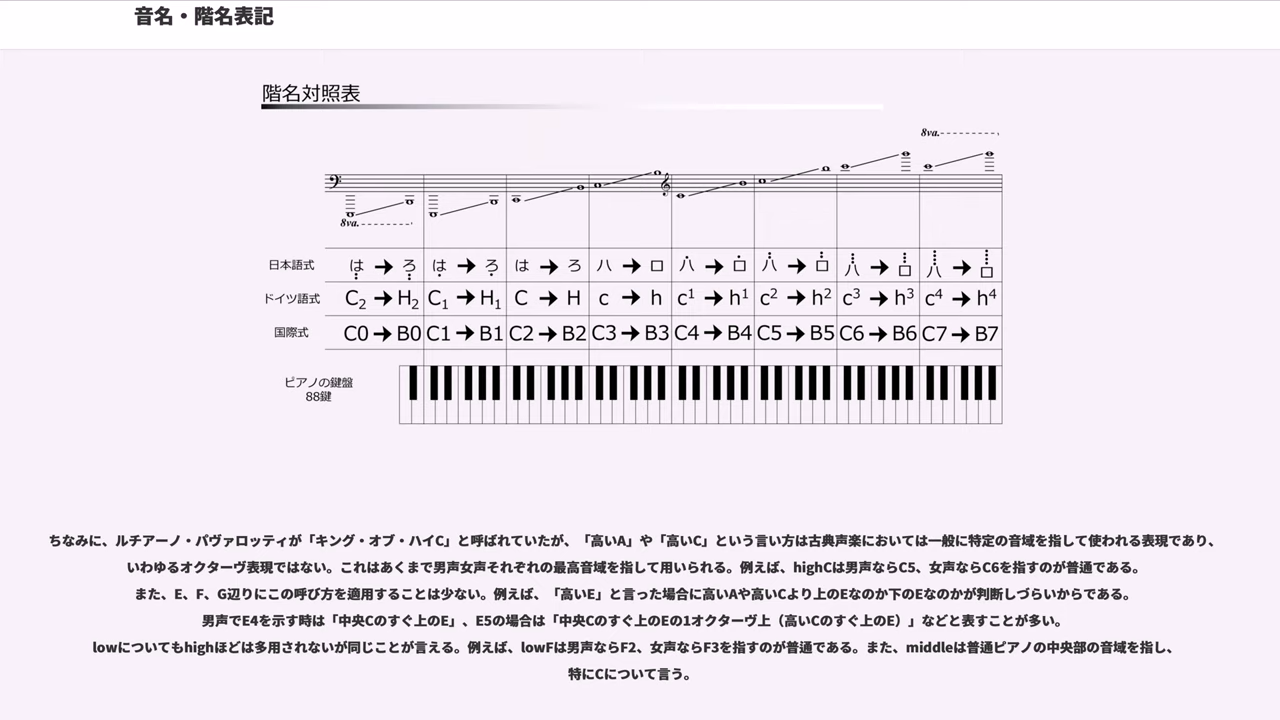 音名・階名表記
階名対照表
8va.
8va.
日本語式 は → ろ は → ろ は → ろ ハ → ロ ハ → ロ ハ → ロ ハ → ロ ハ → ロ
ドイツ語式 C₂ → H₂ C₁ → H₁ C → H c → h c¹ → h¹ c² → h² c³ → h³ c⁴ → h⁴
国際式 C0 → B0 C1 → B1 C2 → B2 C3 → B3 C4 → B4 C5 → B5 C6 → B6 C7 → B7
ピアノの鍵盤
88鍵
ちなみに、ルチアーノ・パヴァロッティが「キング・オブ・ハイC」と呼ばれていたが、「高いA」や「高いC」という言い方は古典声楽においては一般に特定の音域を指して使われる表現であり、
いわゆるオクターヴ表現ではない。これはあくまで男声女声それぞれの最高音域を指して用いられる。例えば、highCは男声ならC5、女声ならC6を指すのが普通である。
また、E、F、G辺りにこの呼び方を適用することは少ない。例えば、「高いE」と言った場合に高いAや高いCより上のEなのか下のEなのかが判断しづらいからである。
男声でE4を示す時は「中央Cのすぐ上のE」、E5の場合は「中央Cのすぐ上のEの1オクターヴ上（高いCのすぐ上のE）」などと表すことが多い。
lowについてもhighほどは多用されないが同じことが言える。例えば、lowFは男声ならF2、女声ならF3を指すのが普通である。また、middleは普通ピアノの中央部の音域を指し、
特にCについて言う。